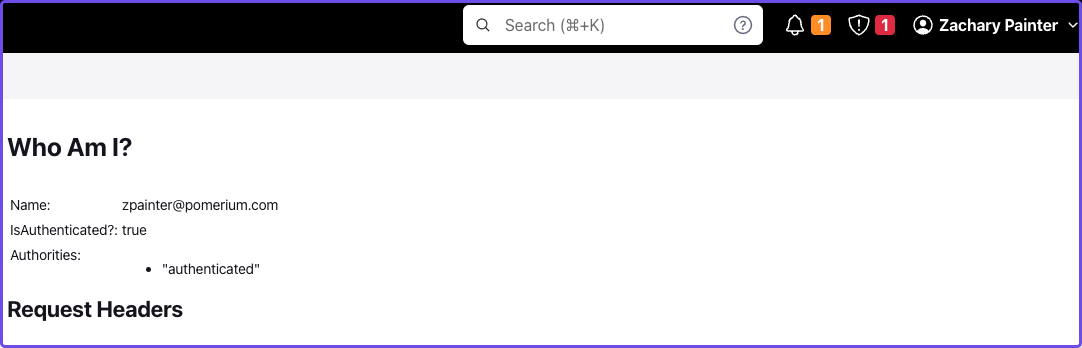 Search (⌘+K) ? 1 1 Zachary Painter
Who Am I?
Name: zpainter@pomerium.com
IsAuthenticated?: true
Authorities:
• "authenticated"
Request Headers